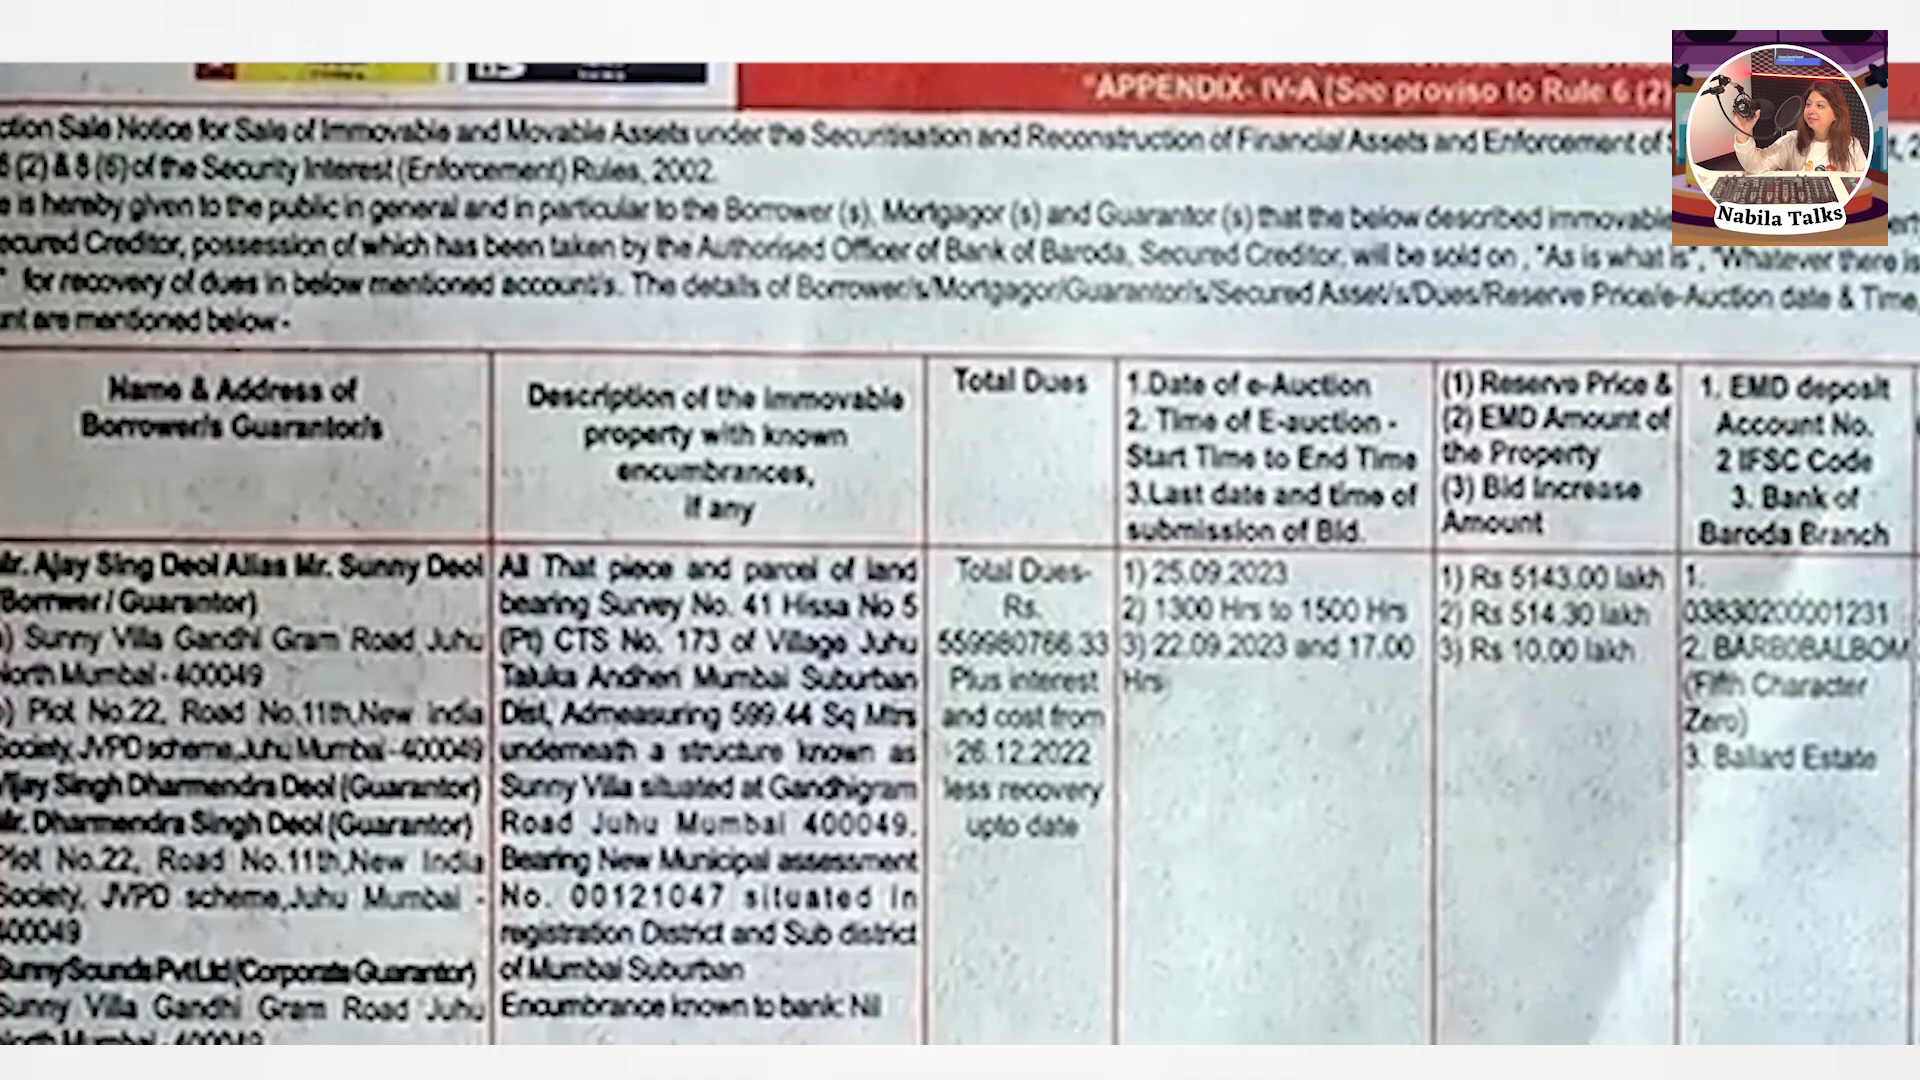 "APPENDIX- IV-A [See proviso to Rule 6 (2)
ction Sale Notice for Sale of Immovable and Movable Assets under the Securitisation and Reconstruction of Financial Assets and Enforcement of
6 (2) & 8 (6) of the Security Interest (Enforcement) Rules, 2002.
e is hereby given to the public in general and in particular to the Borrower (s), Mortgagor (s) and Guarantor (s) that the below described immovable
ecured Creditor, possession of which has been taken by the Authorised Officer of Bank of Baroda, Secured Creditor, will be sold on , "As is what is", "Whatever there is
" for recovery of dues in below mentioned account/s. The details of Borrower/s/Mortgagor/Guarantor/s/Secured Asset/s/Dues/Reserve Price/e-Auction date & Time,
nt are mentioned below -
Nabila Talks
Name & Address of
Borrower/s Guarantor/s
Description of the immovable
property with known
encumbrances,
if any
Total Dues
1.Date of e-Auction
2. Time of E-auction -
Start Time to End Time
3.Last date and time of
submission of Bid.
(1) Reserve Price &
(2) EMD Amount of
the Property
(3) Bid Increase
Amount
1. EMD deposit
Account No.
2 IFSC Code
3. Bank of
Baroda Branch
Mr. Ajay Sing Deol Alias Mr. Sunny Deol
(Borrwer / Guarantor)
a) Sunny Villa Gandhi Gram Road Juhu
North Mumbai - 400049
b) Plot No.22, Road No.11th,New India
Society, JVPD scheme,Juhu Mumbai - 400049
Vijay Singh Dharmendra Deol (Guarantor)
Mr. Dharmendra Singh Deol (Guarantor)
Plot No.22, Road No.11th,New India
Society, JVPD scheme,Juhu Mumbai -
400049
Sunny Sounds Pvt Ltd (Corporate Guarantor)
Sunny Villa Gandhi Gram Road Juhu
North Mumbai - 400049
All That piece and parcel of land
bearing Survey No. 41 Hissa No 5
(Pt) CTS No. 173 of Village Juhu
Taluka Andheri Mumbai Suburban
Dist, Admeasuring 599.44 Sq Mtrs
underneath a structure known as
Sunny Villa situated at Gandhigram
Road Juhu Mumbai 400049.
Bearing New Municipal assessment
No. 00121047 situated in
registration District and Sub district
of Mumbai Suburban
Encumbrance known to bank: Nil
Total Dues-
Rs.
559980766.33
Plus interest
and cost from
26.12.2022
less recovery
upto date
1) 25.09.2023
2) 1300 Hrs to 1500 Hrs
3) 22.09.2023 and 17.00
Hrs
1) Rs 5143.00 lakh
2) Rs 514.30 lakh
3) Rs 10.00 lakh
1.
03830200001231
2. BARB0BALBOM
(Fifth Character
Zero)
3. Ballard Estate